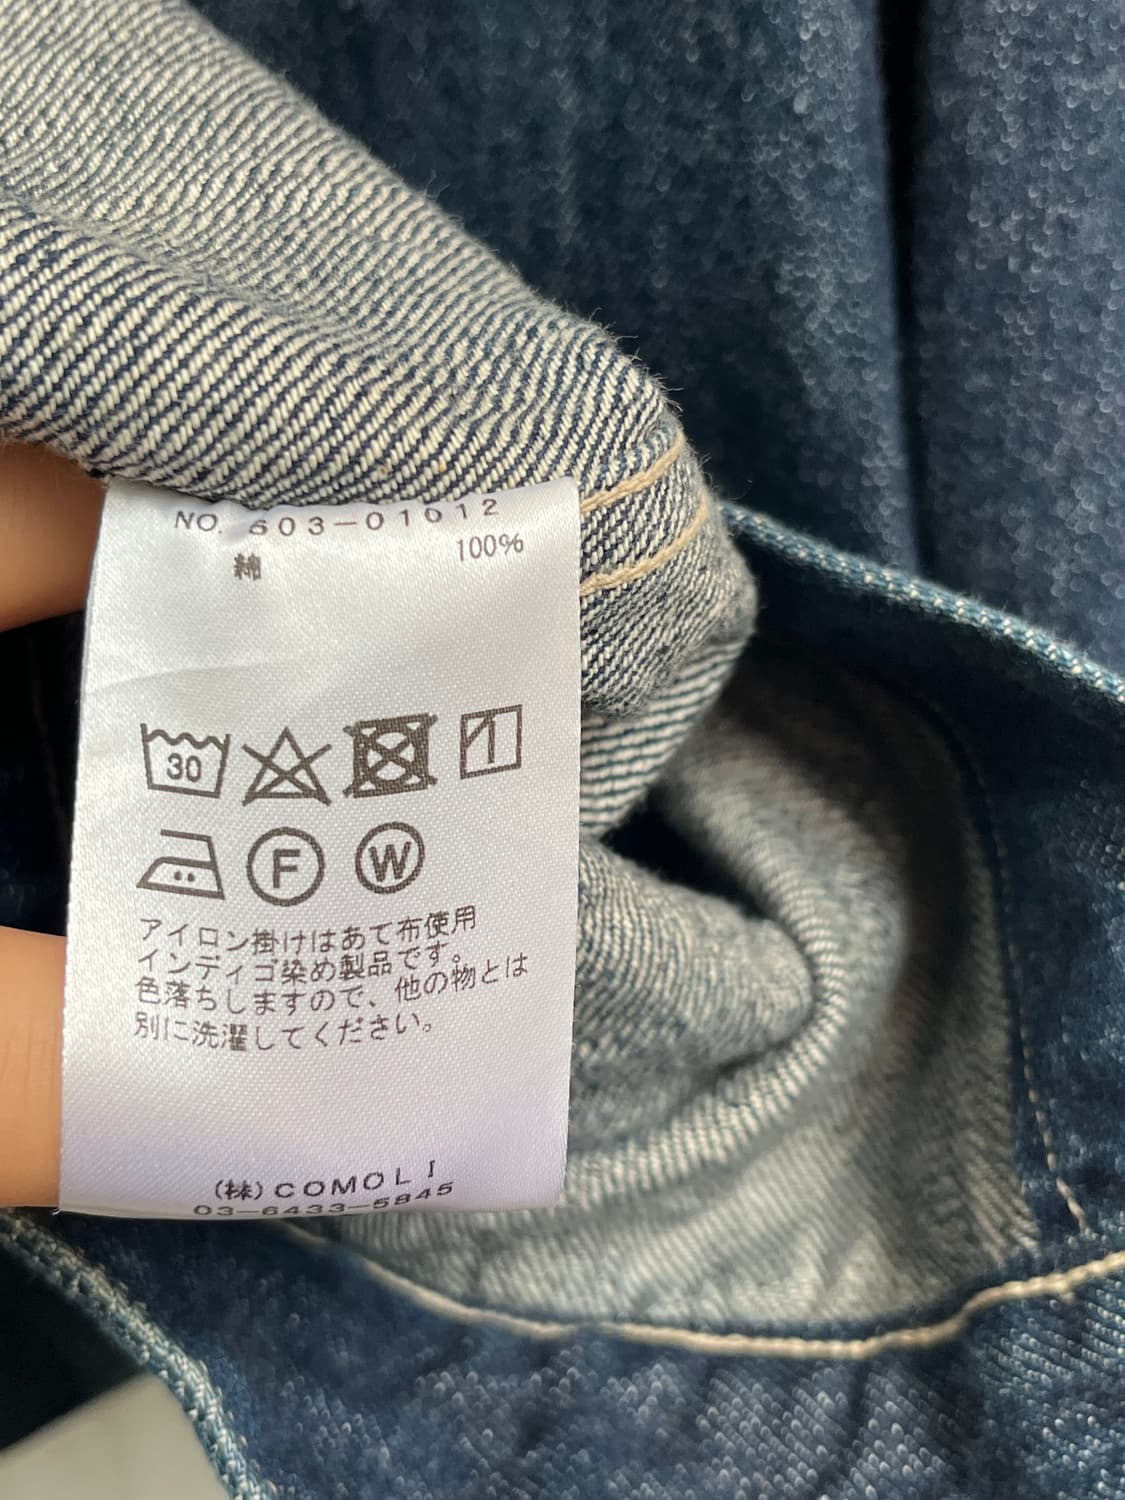 NO. 603-01012
綿 100%
30
F W
アイロン掛けはあて布使用
インディゴ染め製品です。
色落ちしますので、他の物とは
別に洗濯してください。
(株)COMOLI
03-6433-5845